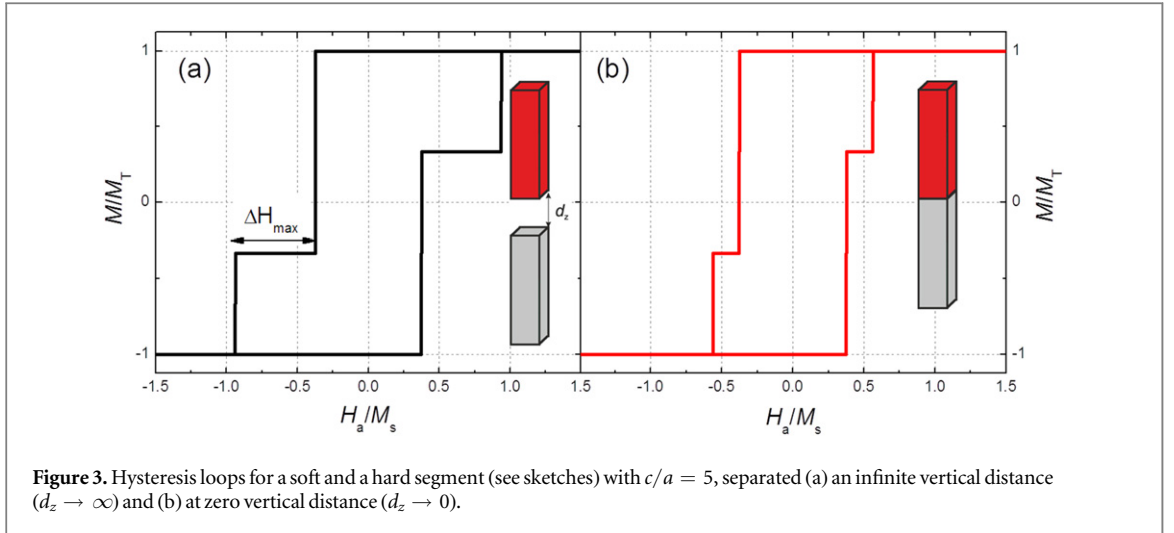 (a)
(b)
1
0
-1
M/M_T
ΔH_max
d_z
1
0
-1
M/M_T
-1.5 -1.0 -0.5 0.0 0.5 1.0 1.5
-1.0 -0.5 0.0 0.5 1.0 1.5
H_a/M_s
H_a/M_s
Figure 3. Hysteresis loops for a soft and a hard segment (see sketches) with c/a = 5, separated (a) an infinite vertical distance
(d_z → ∞) and (b) at zero vertical distance (d_z → 0).